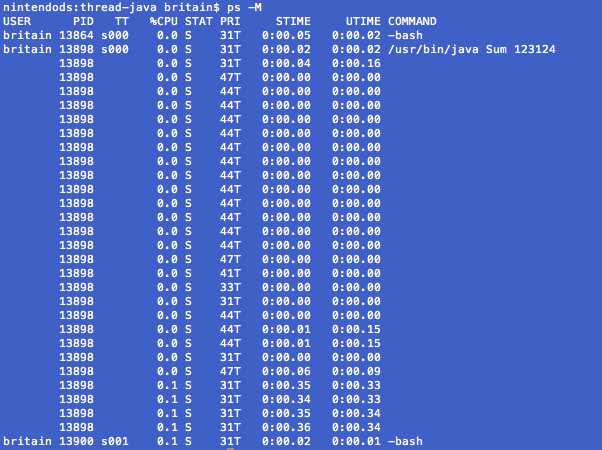 nintendods:thread-java britain$ ps -M
USER PID TT %CPU STAT PRI STIME UTIME COMMAND
britain 13864 s000 0.0 S 31T 0:00.05 0:00.02 -bash
britain 13898 s000 0.0 S 31T 0:00.02 0:00.02 /usr/bin/java Sum 123124
13898 0.0 S 31T 0:00.04 0:00.16
13898 0.0 S 47T 0:00.00 0:00.00
13898 0.0 S 44T 0:00.00 0:00.00
13898 0.0 S 44T 0:00.00 0:00.00
13898 0.0 S 44T 0:00.00 0:00.00
13898 0.0 S 44T 0:00.00 0:00.00
13898 0.0 S 44T 0:00.00 0:00.00
13898 0.0 S 44T 0:00.00 0:00.00
13898 0.0 S 44T 0:00.00 0:00.00
13898 0.0 S 44T 0:00.00 0:00.00
13898 0.0 S 44T 0:00.00 0:00.00
13898 0.0 S 44T 0:00.00 0:00.00
13898 0.0 S 44T 0:00.00 0:00.00
13898 0.0 S 44T 0:00.00 0:00.00
13898 0.0 S 47T 0:00.00 0:00.00
13898 0.0 S 41T 0:00.00 0:00.00
13898 0.0 S 33T 0:00.00 0:00.00
13898 0.0 S 31T 0:00.00 0:00.00
13898 0.0 S 44T 0:00.00 0:00.00
13898 0.0 S 44T 0:00.01 0:00.15
13898 0.0 S 44T 0:00.01 0:00.15
13898 0.0 S 31T 0:00.00 0:00.00
13898 0.0 S 47T 0:00.06 0:00.09
13898 0.1 S 31T 0:00.35 0:00.33
13898 0.1 S 31T 0:00.34 0:00.33
13898 0.1 S 31T 0:00.35 0:00.34
13898 0.1 S 31T 0:00.36 0:00.34
britain 13900 s001 0.1 S 31T 0:00.02 0:00.01 -bash